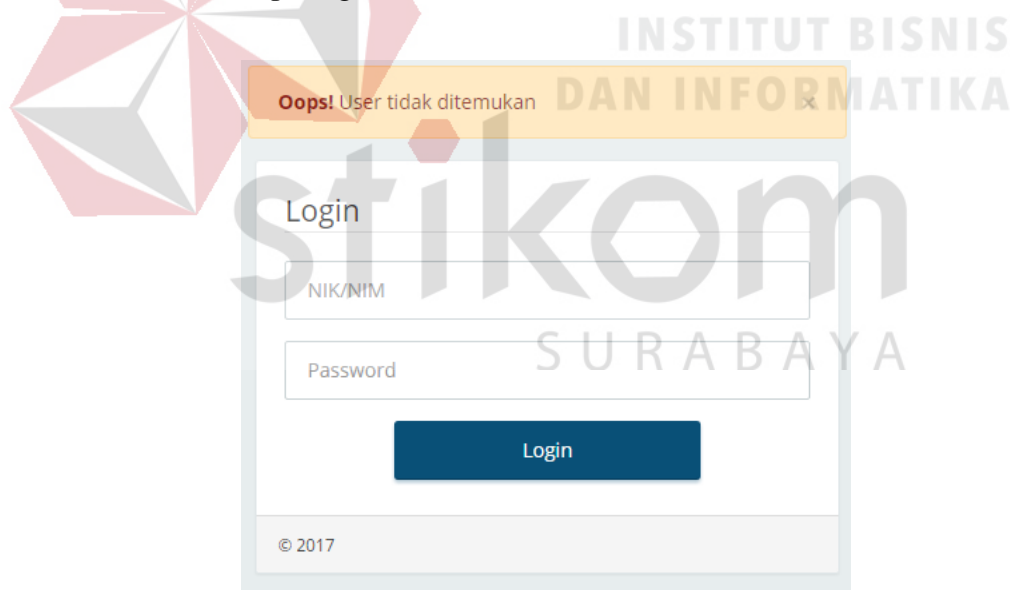 INSTITUT BISNIS
DAN INFORMATIKA
Oops! User tidak ditemukan ×
stikom
SURABAYA
Login
NIK/NIM
Password
Login
© 2017